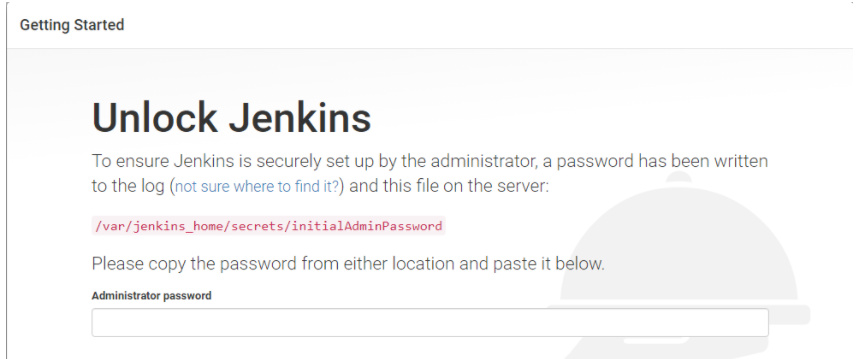 Getting Started
Unlock Jenkins
To ensure Jenkins is securely set up by the administrator, a password has been written
to the log (not sure where to find it?) and this file on the server:
/var/jenkins_home/secrets/initialAdminPassword
Please copy the password from either location and paste it below.
Administrator password